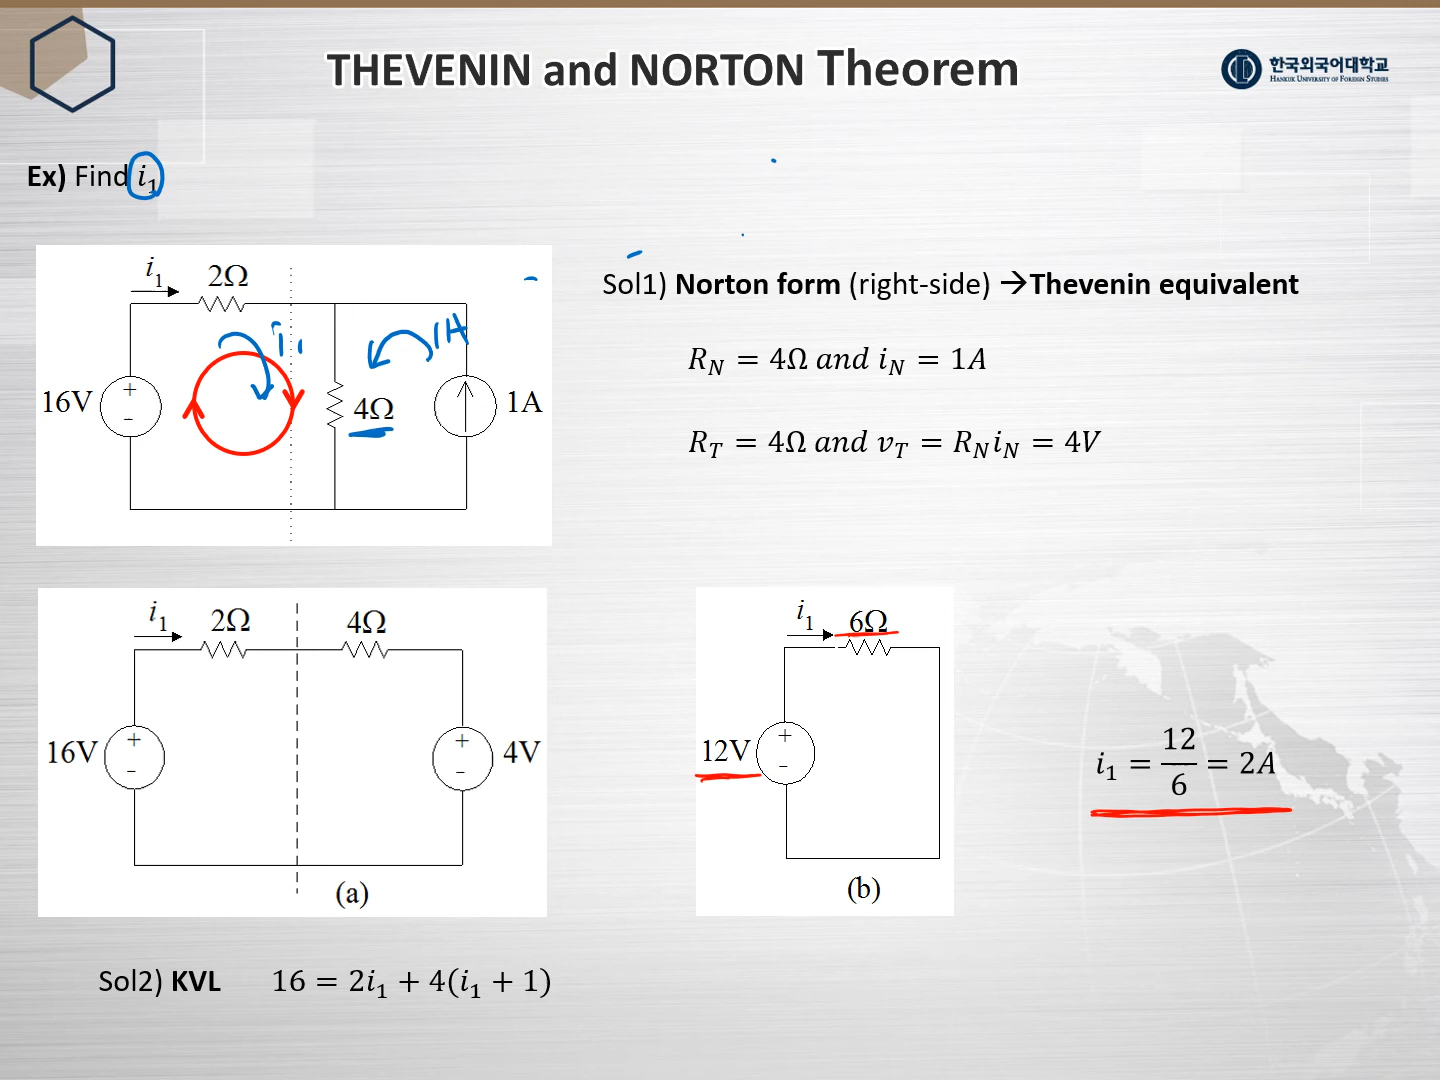 THEVENIN and NORTON Theorem
한국외국어대학교
HANKUK UNIVERSITY OF FOREIGN STUDIES
Ex) Find i₁
i₁ 2Ω
16V + - 4Ω 1A
i₁ 1A
Sol1) Norton form (right-side) →Thevenin equivalent
R_N = 4Ω and i_N = 1A
R_T = 4Ω and v_T = R_N i_N = 4V
i₁ 2Ω 4Ω
16V + - + - 4V
(a)
i₁ 6Ω
12V + -
(b)
i₁ = 12/6 = 2A
Sol2) KVL 16 = 2i₁ + 4(i₁ + 1)